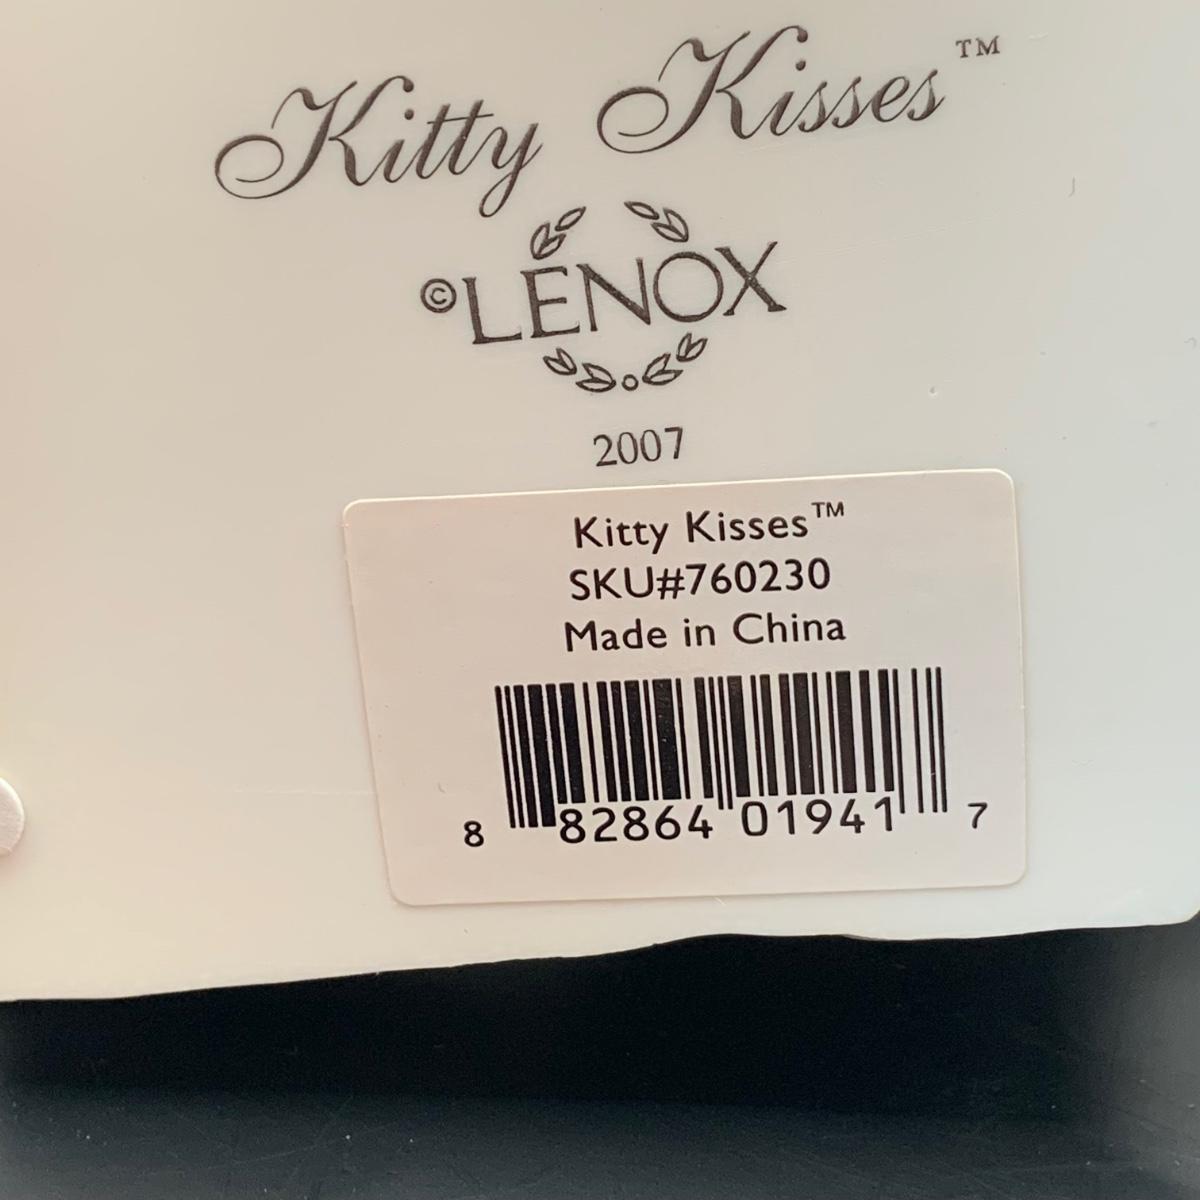 Kitty Kisses™
©LENOX
2007
Kitty Kisses™
SKU#760230
Made in China
8 82864 01941 7